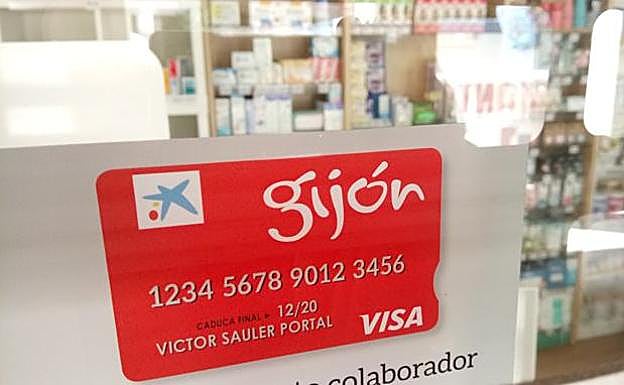 gijón
1234 5678 9012 3456
CADUCA FINAL ▸ 12/20
VICTOR SAULER PORTAL
VISA
colaborador